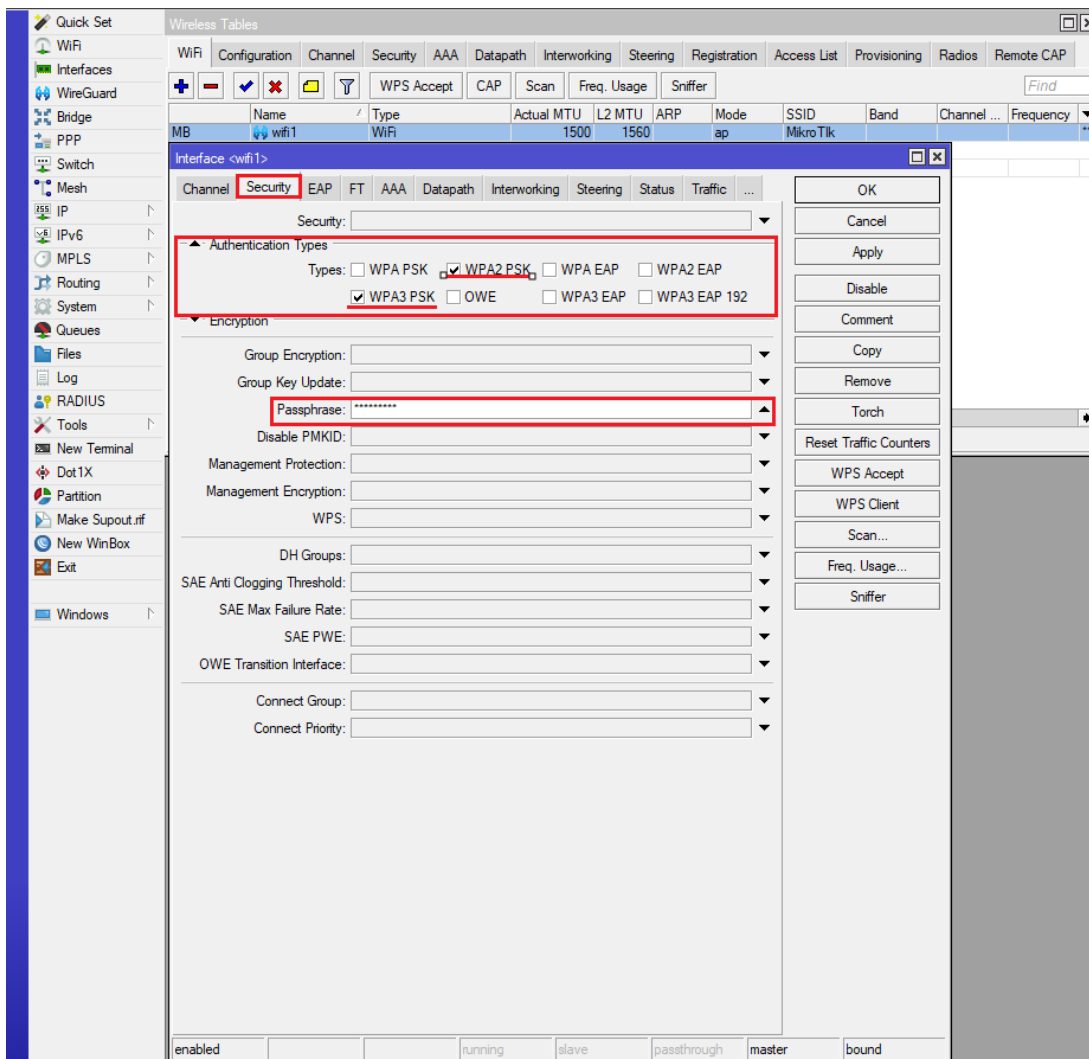 Quick Set
WiFi
Interfaces
WireGuard
Bridge
PPP
Switch
Mesh
IP
IPv6
MPLS
Routing
System
Queues
Files
Log
RADIUS
Tools
New Terminal
Dot1X
Partition
Make Supout.rif
New WinBox
Exit
Windows
Wireless Tables
WiFi Configuration Channel Security AAA Datapath Interworking Steering Registration Access List Provisioning Radios Remote CAP
WPS Accept CAP Scan Freq. Usage Sniffer Find
Name Type Actual MTU L2 MTU ARP Mode SSID Band Channel ... Frequency
MB wifi1 WiFi 1500 1560 ap MikroTIk
Interface <wifi1>
Channel Security EAP FT AAA Datapath Interworking Steering Status Traffic ...
Security:
Authentication Types
Types: WPA PSK WPA2 PSK WPA EAP WPA2 EAP
WPA3 PSK OWE WPA3 EAP WPA3 EAP 192
Encryption
Group Encryption:
Group Key Update:
Passphrase: *********
Disable PMKID:
Management Protection:
Management Encryption:
WPS:
DH Groups:
SAE Anti Clogging Threshold:
SAE Max Failure Rate:
SAE PWE:
OWE Transition Interface:
Connect Group:
Connect Priority:
OK
Cancel
Apply
Disable
Comment
Copy
Remove
Torch
Reset Traffic Counters
WPS Accept
WPS Client
Scan...
Freq. Usage...
Sniffer
enabled running slave passthrough master bound